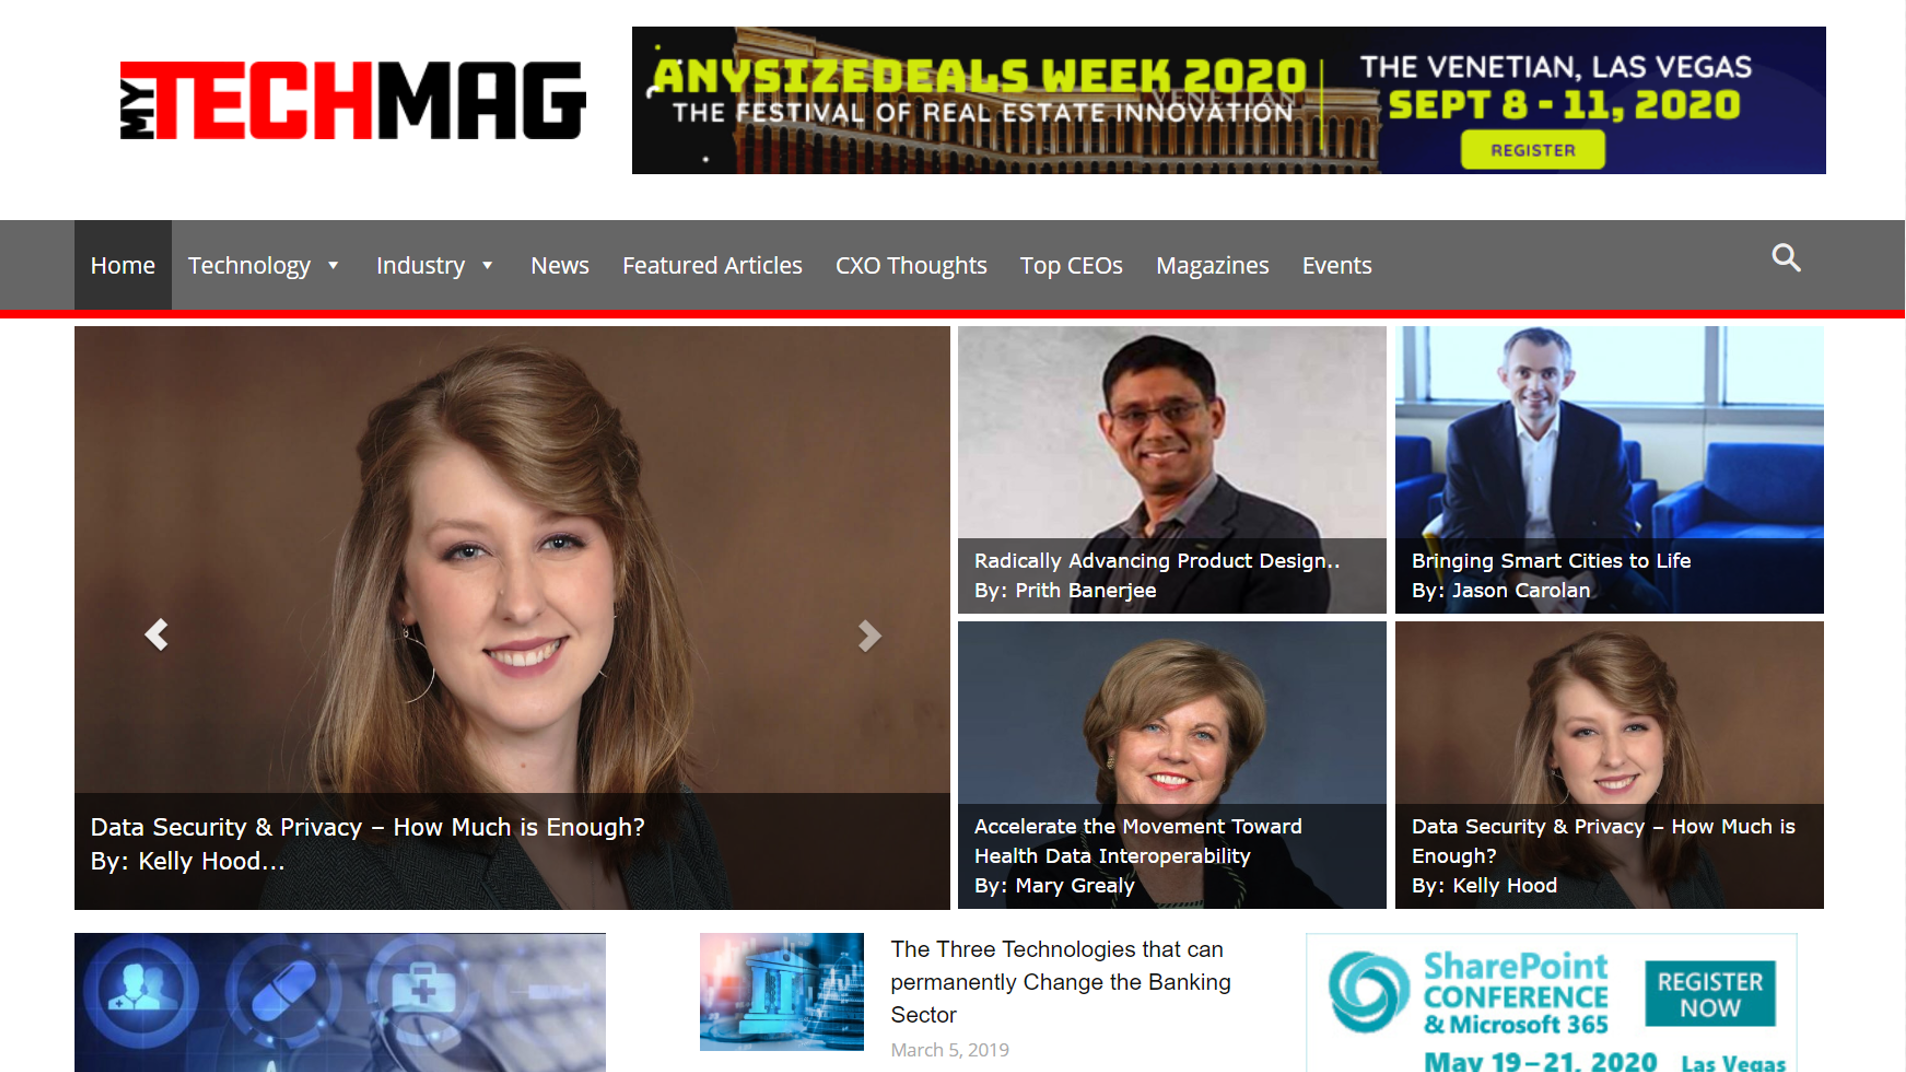 MY TECHMAG
ANYSIZEDEALS WEEK 2020
THE FESTIVAL OF REAL ESTATE INNOVATION
THE VENETIAN, LAS VEGAS
SEPT 8 - 11, 2020
REGISTER
Home Technology Industry News Featured Articles CXO Thoughts Top CEOs Magazines Events
Data Security & Privacy – How Much is Enough?
By: Kelly Hood...
Radically Advancing Product Design..
By: Prith Banerjee
Bringing Smart Cities to Life
By: Jason Carolan
Accelerate the Movement Toward
Health Data Interoperability
By: Mary Grealy
Data Security & Privacy – How Much is
Enough?
By: Kelly Hood
The Three Technologies that can
permanently Change the Banking
Sector
March 5, 2019
SharePoint
CONFERENCE
& Microsoft 365
REGISTER
NOW
May 19–21, 2020 Las Vegas